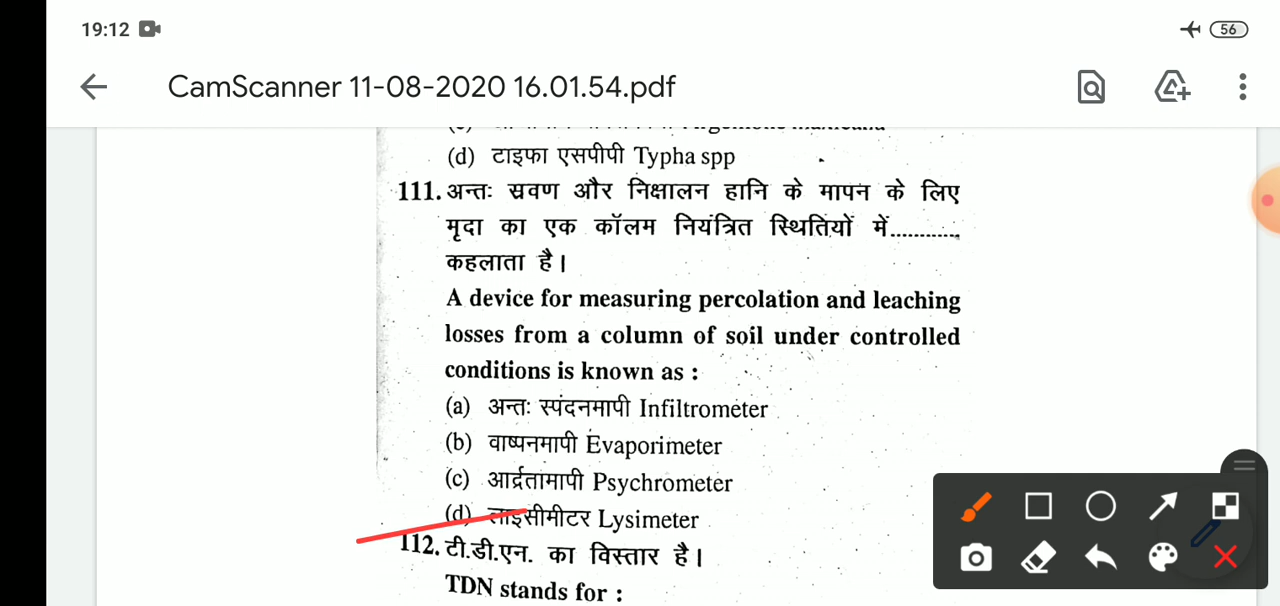 19:12
56
CamScanner 11-08-2020 16.01.54.pdf
(d) टाइफा एसपीपी Typha spp
111. अन्तः स्रवण और निक्षालन हानि के मापन के लिए
मृदा का एक कॉलम नियंत्रित स्थितियों में............
कहलाता है।
A device for measuring percolation and leaching
losses from a column of soil under controlled
conditions is known as :
(a) अन्तः स्पंदनमापी Infiltrometer
(b) वाष्पनमापी Evaporimeter
(c) आर्द्रतांमापी Psychrometer
(d) लाइसीमीटर Lysimeter
112. टी.डी.एन. का विस्तार है।
TDN stands for :